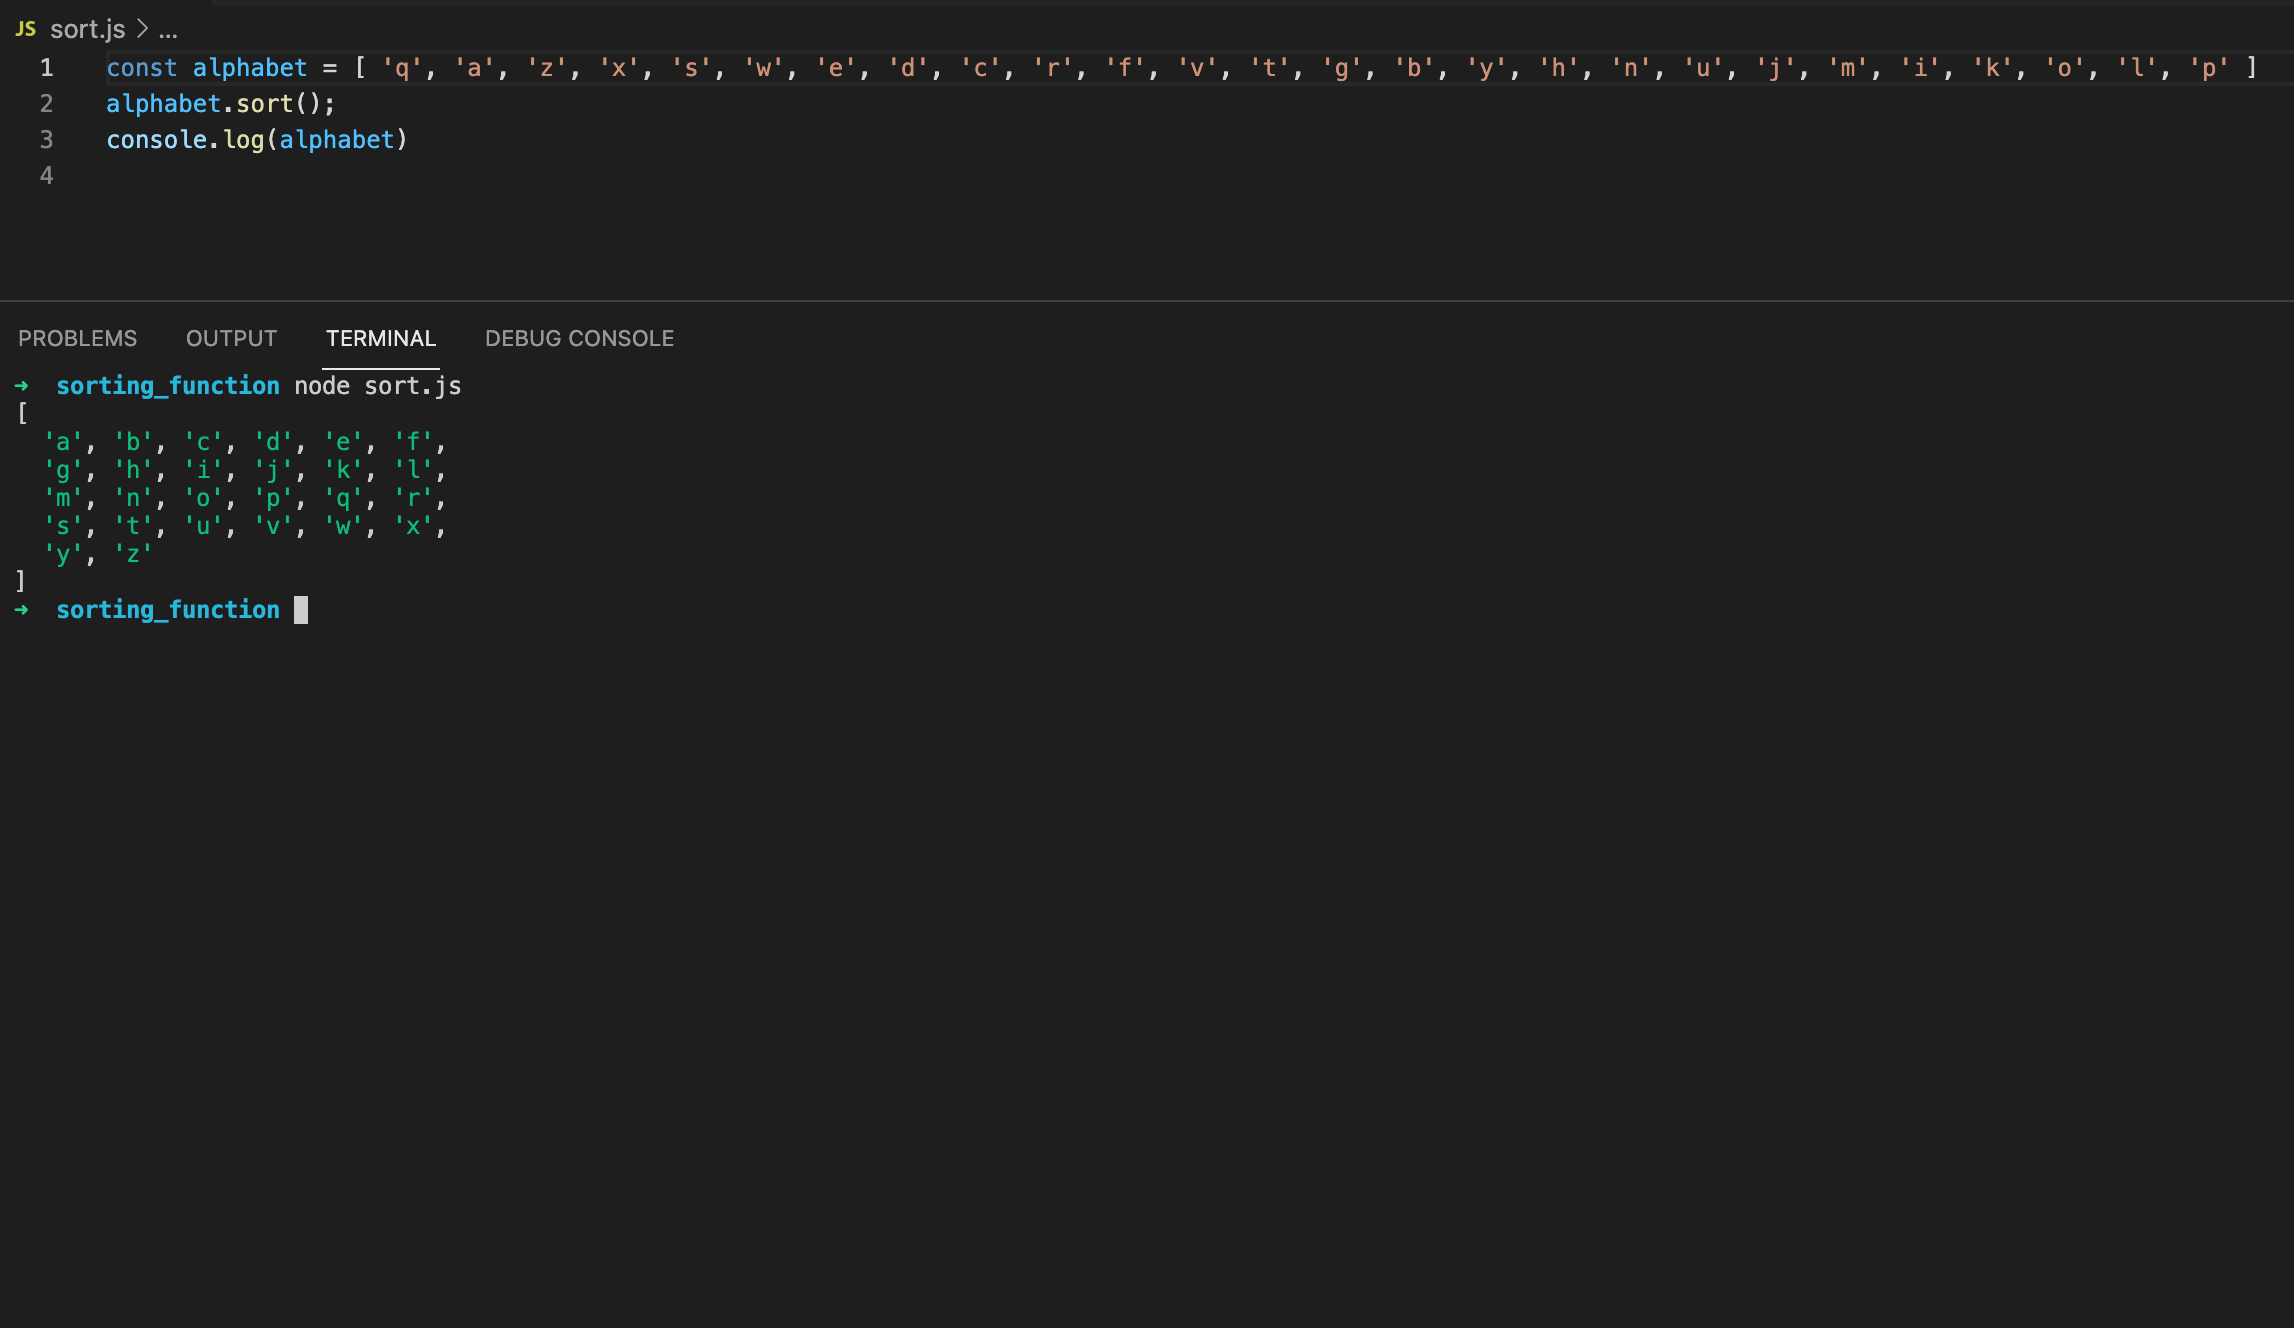 JS sort.js > ...
1 const alphabet = [ 'q', 'a', 'z', 'x', 's', 'w', 'e', 'd', 'c', 'r', 'f', 'v', 't', 'g', 'b', 'y', 'h', 'n', 'u', 'j', 'm', 'i', 'k', 'o', 'l', 'p' ]
2 alphabet.sort();
3 console.log(alphabet)
4
PROBLEMS OUTPUT TERMINAL DEBUG CONSOLE
➜ sorting_function node sort.js
[
'a', 'b', 'c', 'd', 'e', 'f',
'g', 'h', 'i', 'j', 'k', 'l',
'm', 'n', 'o', 'p', 'q', 'r',
's', 't', 'u', 'v', 'w', 'x',
'y', 'z'
]
➜ sorting_function